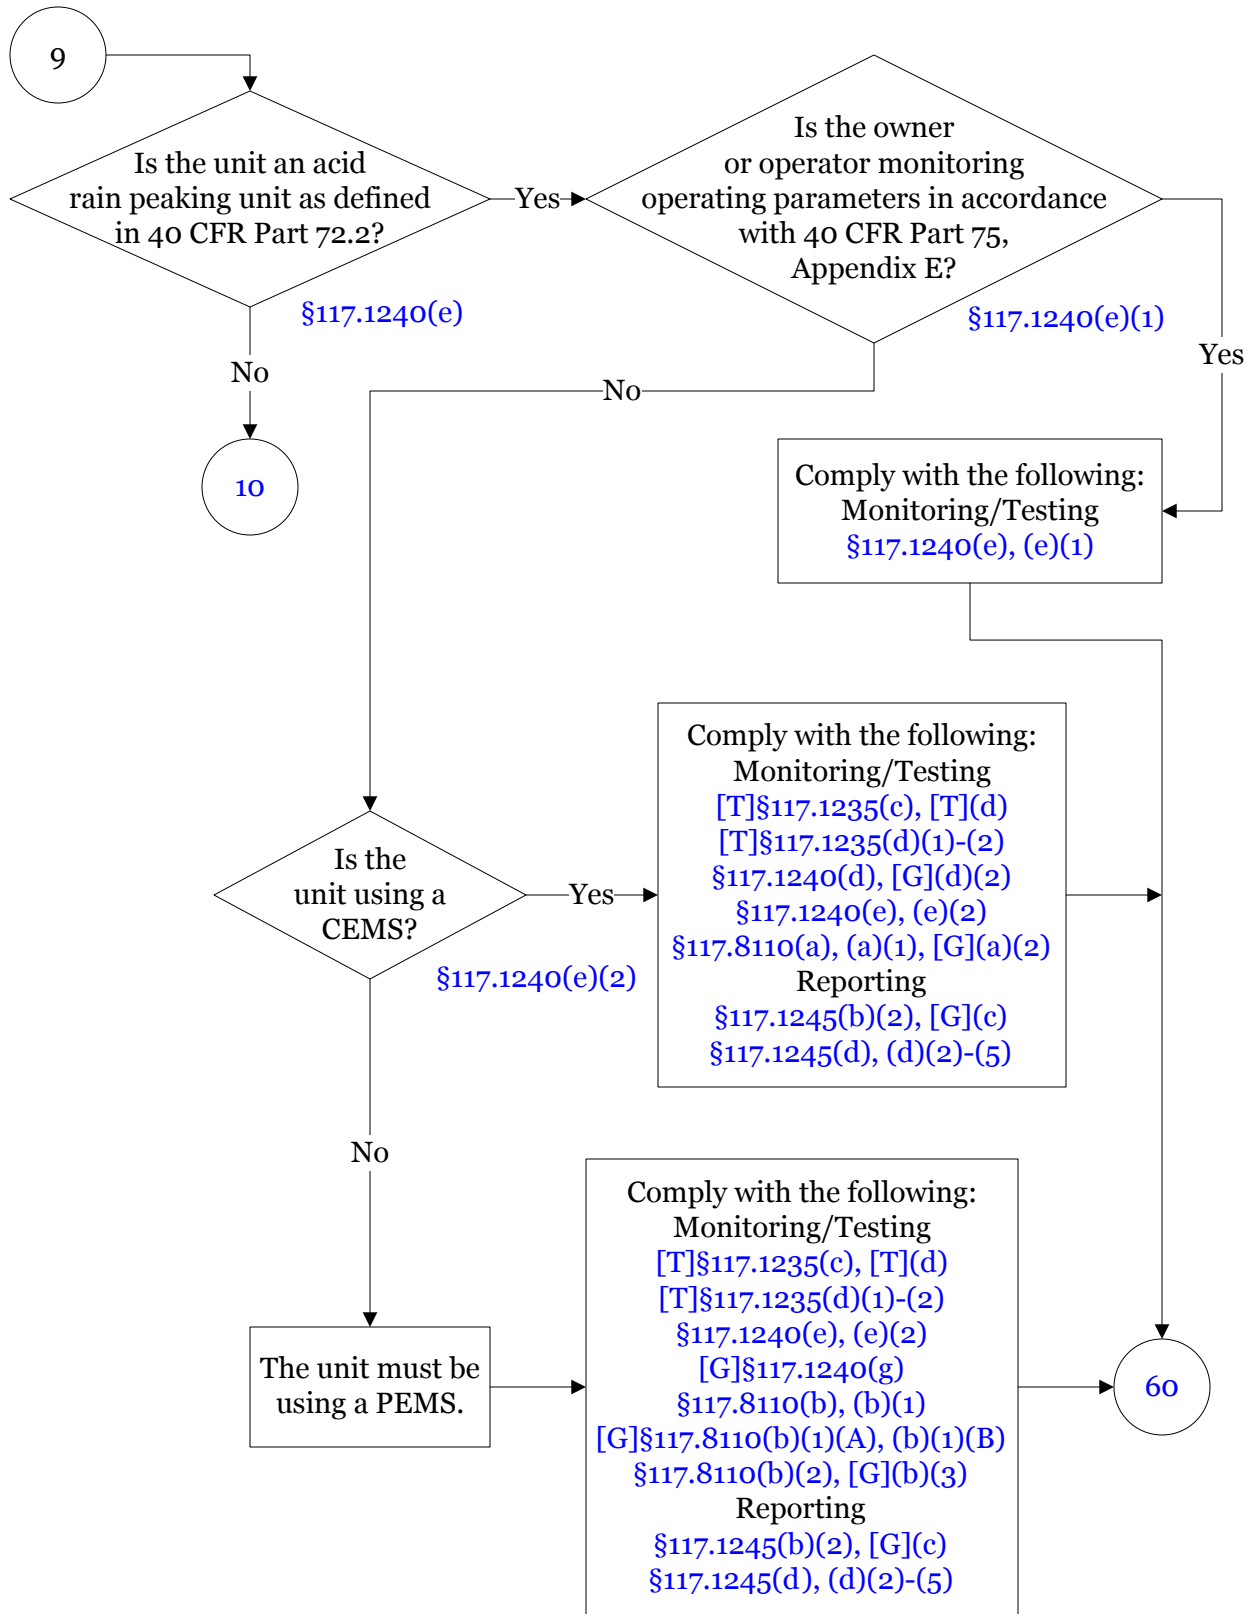 9
Is the unit an acid
rain peaking unit as defined
in 40 CFR Part 72.2?
§117.1240(e)
Yes
No
10
Is the owner
or operator monitoring
operating parameters in accordance
with 40 CFR Part 75,
Appendix E?
§117.1240(e)(1)
Yes
No
Comply with the following:
Monitoring/Testing
§117.1240(e), (e)(1)
Is the
unit using a
CEMS?
§117.1240(e)(2)
Yes
Comply with the following:
Monitoring/Testing
[T]§117.1235(c), [T](d)
[T]§117.1235(d)(1)-(2)
§117.1240(d), [G](d)(2)
§117.1240(e), (e)(2)
§117.8110(a), (a)(1), [G](a)(2)
Reporting
§117.1245(b)(2), [G](c)
§117.1245(d), (d)(2)-(5)
No
The unit must be
using a PEMS.
Comply with the following:
Monitoring/Testing
[T]§117.1235(c), [T](d)
[T]§117.1235(d)(1)-(2)
§117.1240(e), (e)(2)
[G]§117.1240(g)
§117.8110(b), (b)(1)
[G]§117.8110(b)(1)(A), (b)(1)(B)
§117.8110(b)(2), [G](b)(3)
Reporting
§117.1245(b)(2), [G](c)
§117.1245(d), (d)(2)-(5)
60